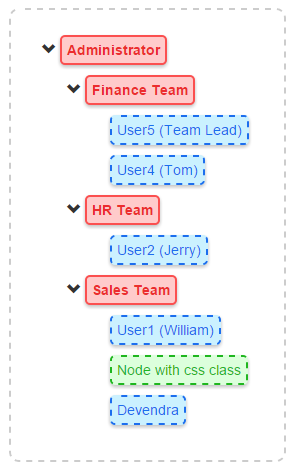 Administrator
Finance Team
User5 (Team Lead)
User4 (Tom)
HR Team
User2 (Jerry)
Sales Team
User1 (William)
Node with css class
Devendra